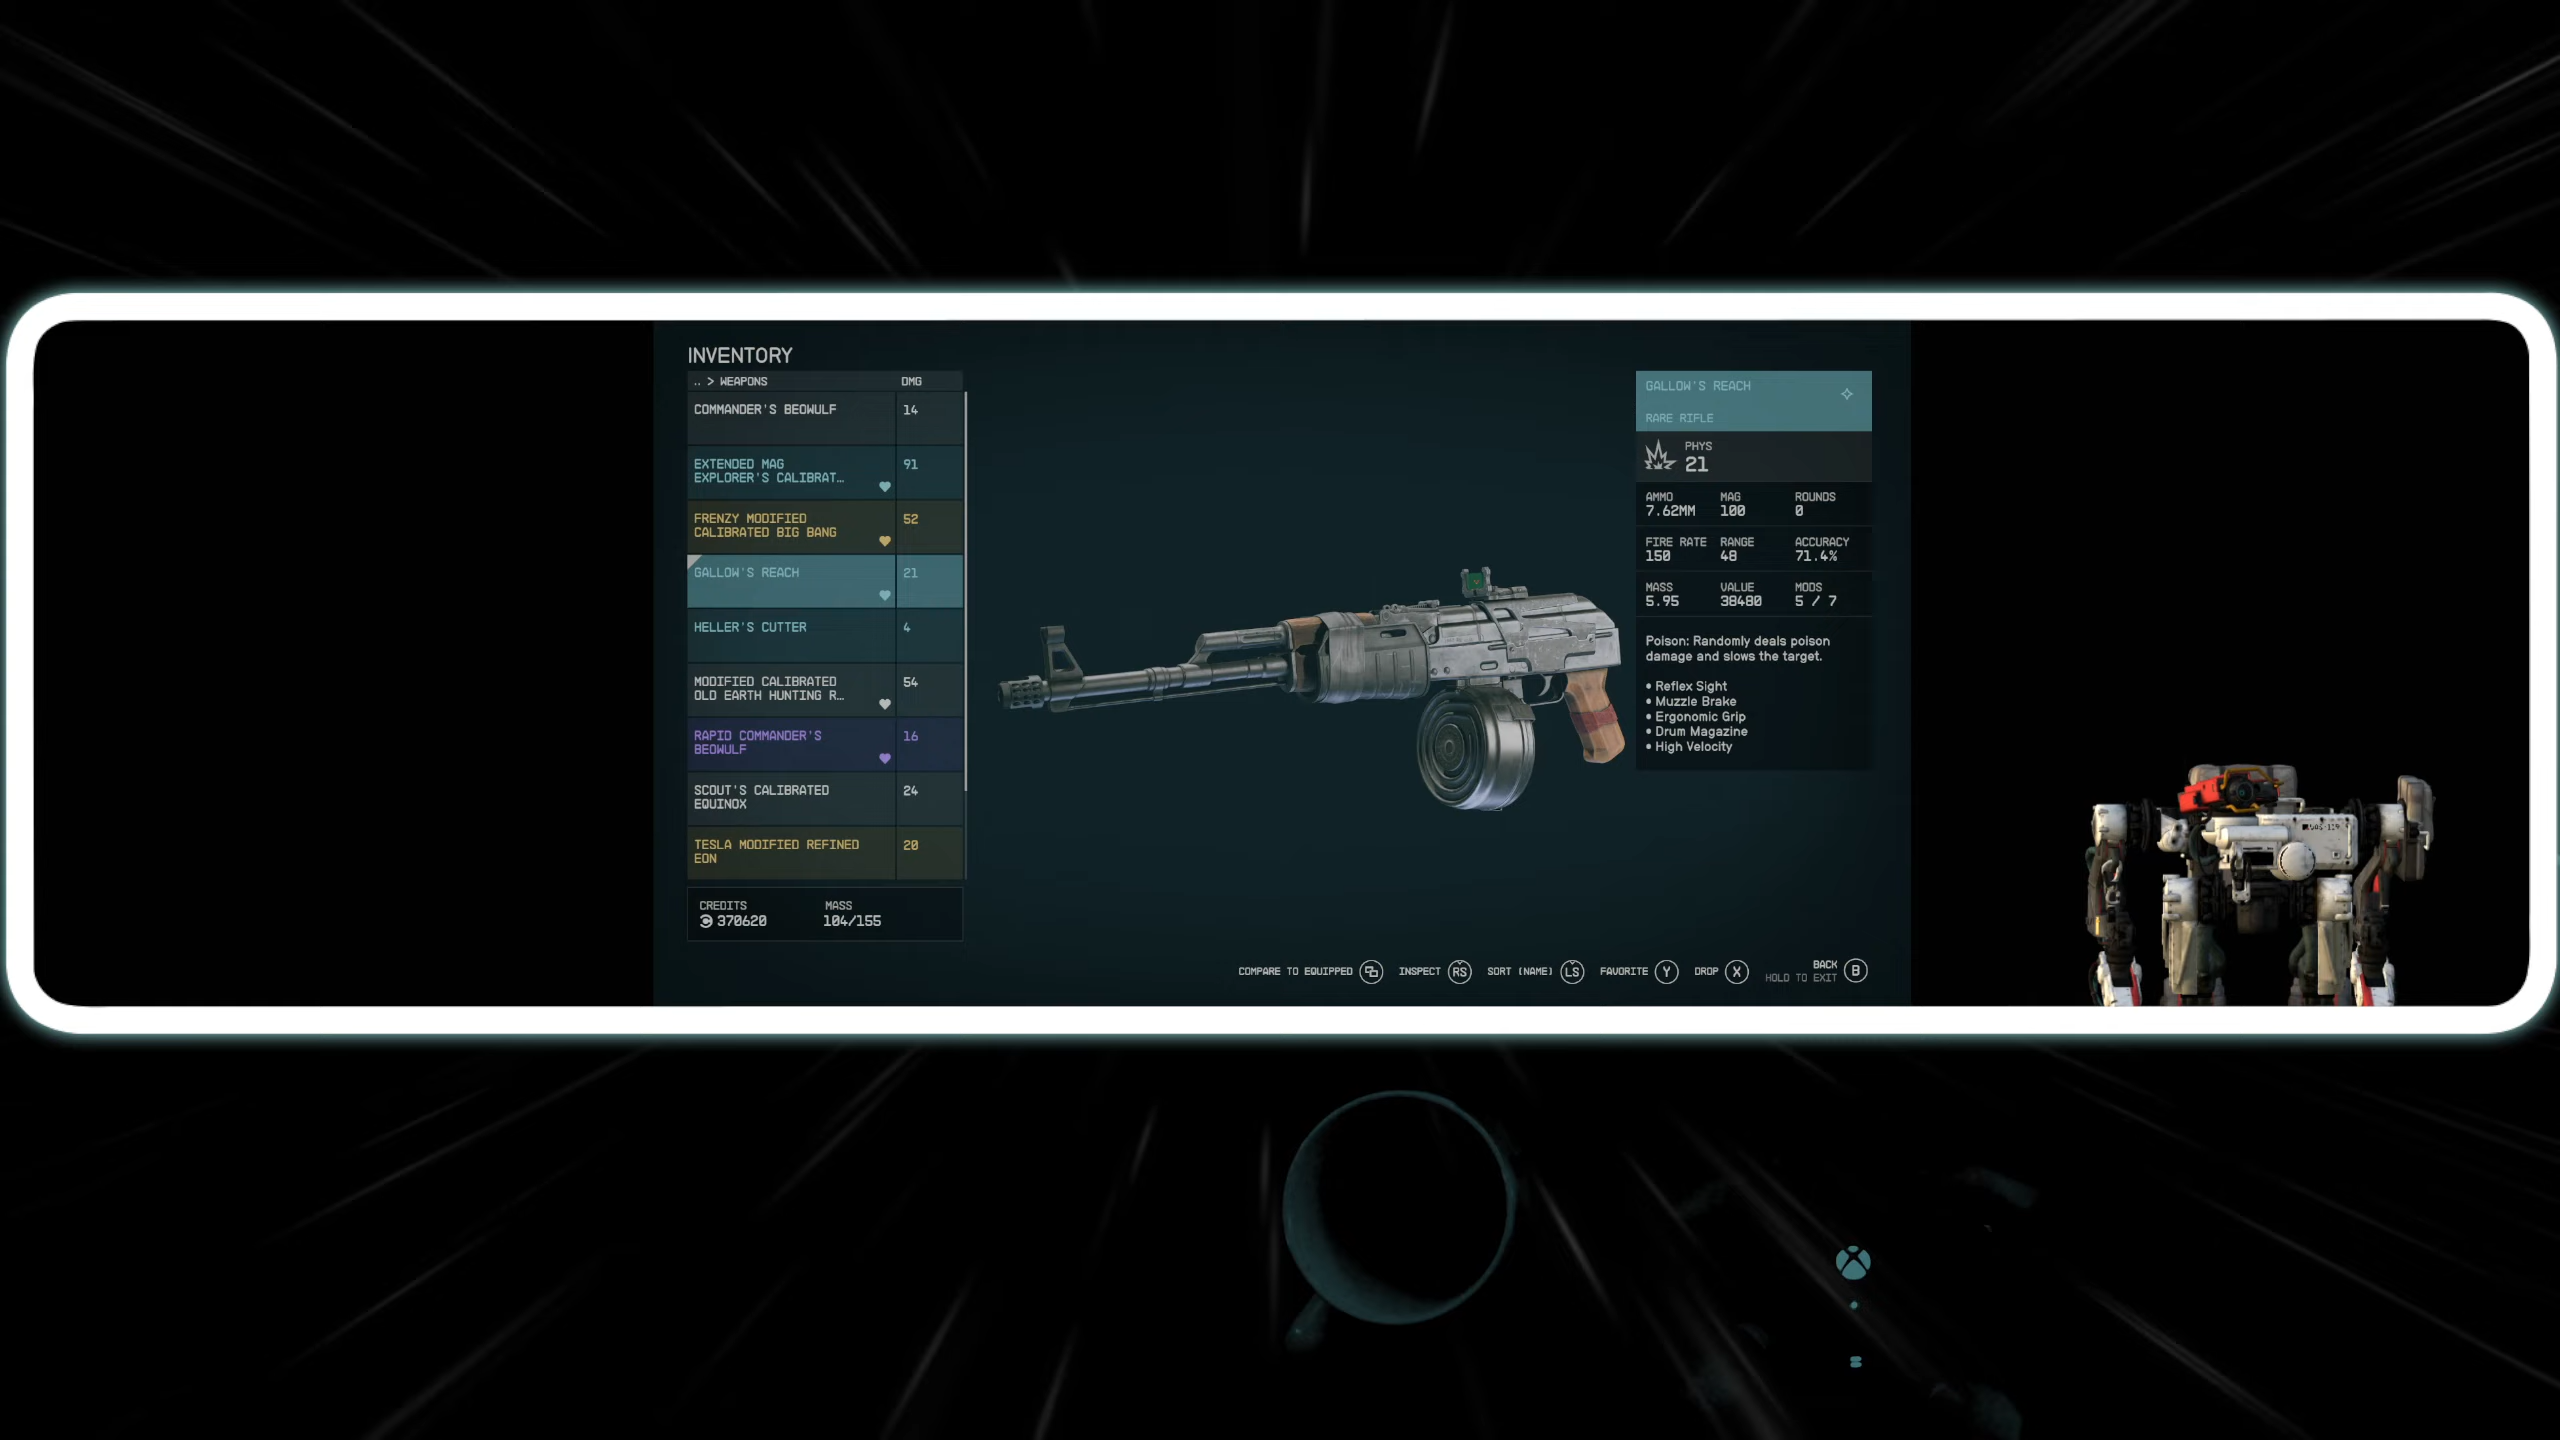 INVENTORY
.. > WEAPONS DMG
COMMANDER'S BEOWULF 14
EXTENDED MAG 91
EXPLORER'S CALIBRAT…
FRENZY MODIFIED 52
CALIBRATED BIG BANG
GALLOW'S REACH 21
HELLER'S CUTTER 4
MODIFIED CALIBRATED 54
OLD EARTH HUNTING R…
RAPID COMMANDER'S 16
BEOWULF
SCOUT'S CALIBRATED 24
EQUINOX
TESLA MODIFIED REFINED 20
EON
CREDITS MASS
370620 104/155
GALLOW'S REACH
RARE RIFLE
PHYS
21
AMMO MAG ROUNDS
7.62MM 100 0
FIRE RATE RANGE ACCURACY
150 48 71.4%
MASS VALUE MODS
5.95 38480 5 / 7
Poison: Randomly deals poison
damage and slows the target.
• Reflex Sight
• Muzzle Brake
• Ergonomic Grip
• Drum Magazine
• High Velocity
COMPARE TO EQUIPPED INSPECT RS SORT (NAME) LS FAVORITE Y DROP X BACK B
HOLD TO EXIT